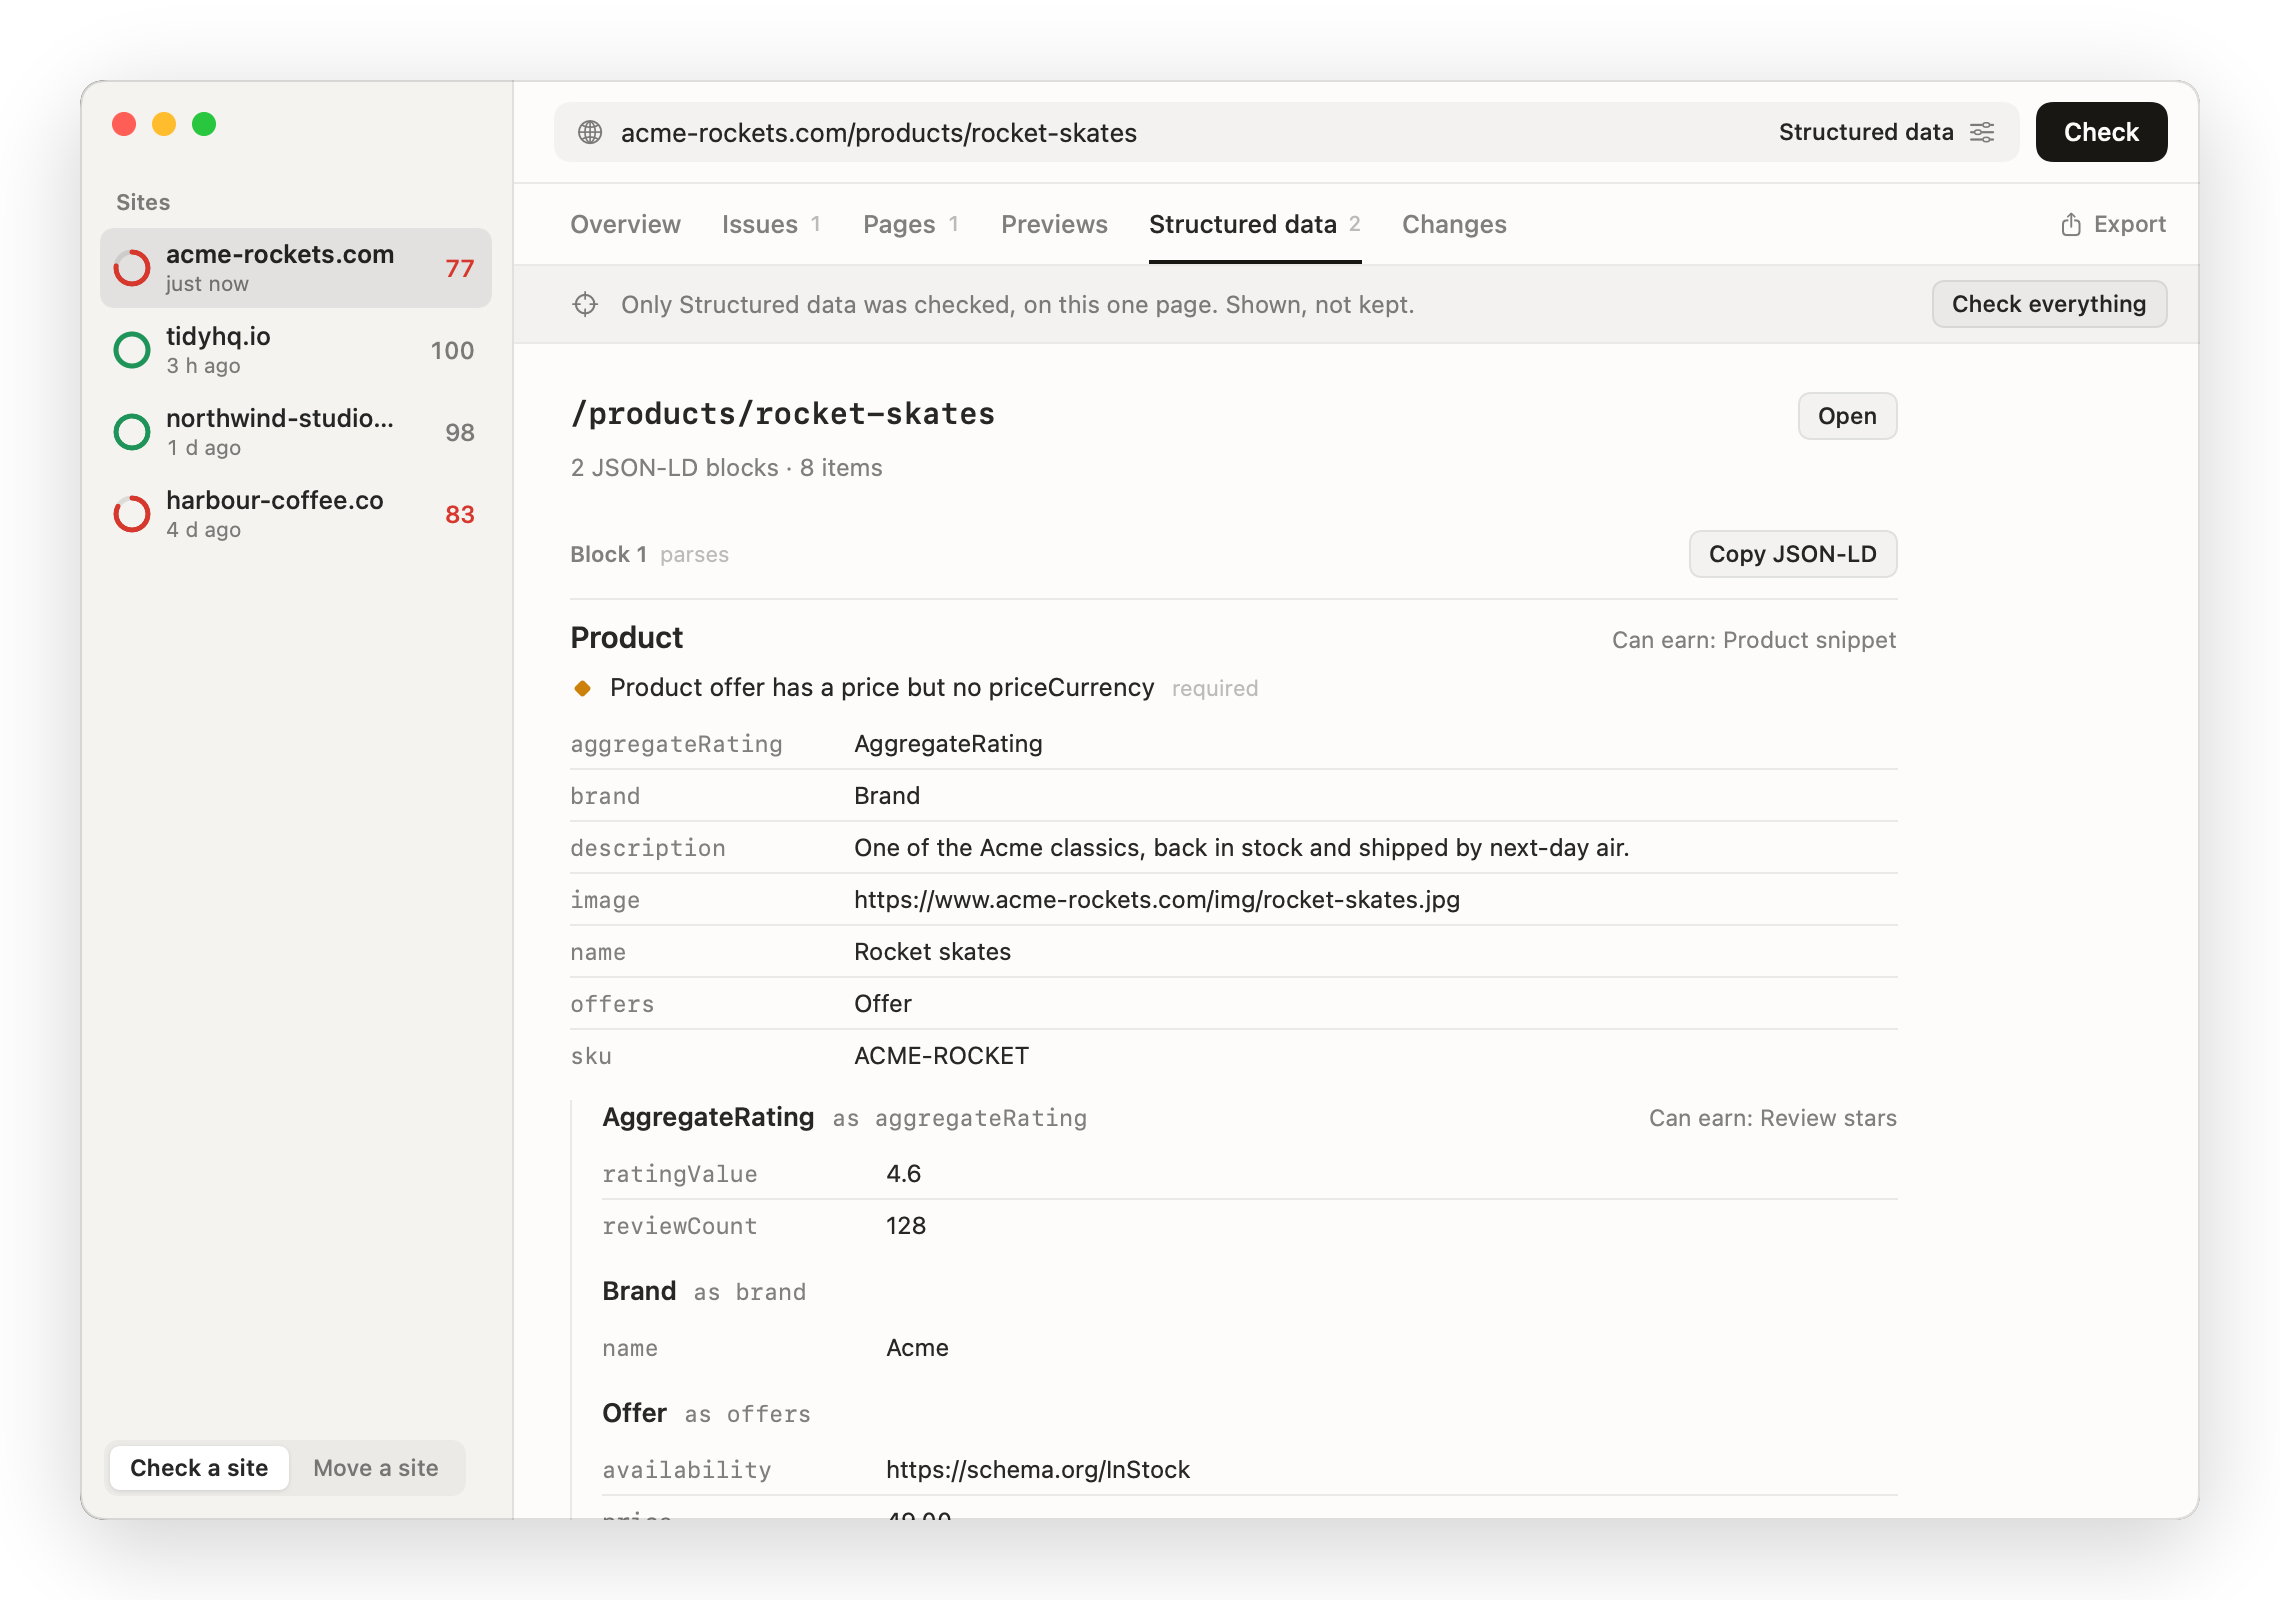 Sites
acme-rockets.com
just now
77
tidyhq.io
3 h ago
100
northwind-studio...
1 d ago
98
harbour-coffee.co
4 d ago
83
Check a site
Move a site
acme-rockets.com/products/rocket-skates
Structured data
Check
Overview
Issues 1
Pages 1
Previews
Structured data 2
Changes
Export
Only Structured data was checked, on this one page. Shown, not kept.
Check everything
/products/rocket-skates
Open
2 JSON-LD blocks · 8 items
Block 1 parses
Copy JSON-LD
Product
Can earn: Product snippet
Product offer has a price but no priceCurrency required
aggregateRating AggregateRating
brand Brand
description One of the Acme classics, back in stock and shipped by next-day air.
image https://www.acme-rockets.com/img/rocket-skates.jpg
name Rocket skates
offers Offer
sku ACME-ROCKET
AggregateRating as aggregateRating
Can earn: Review stars
ratingValue 4.6
reviewCount 128
Brand as brand
name Acme
Offer as offers
availability https://schema.org/InStock
price 49.00